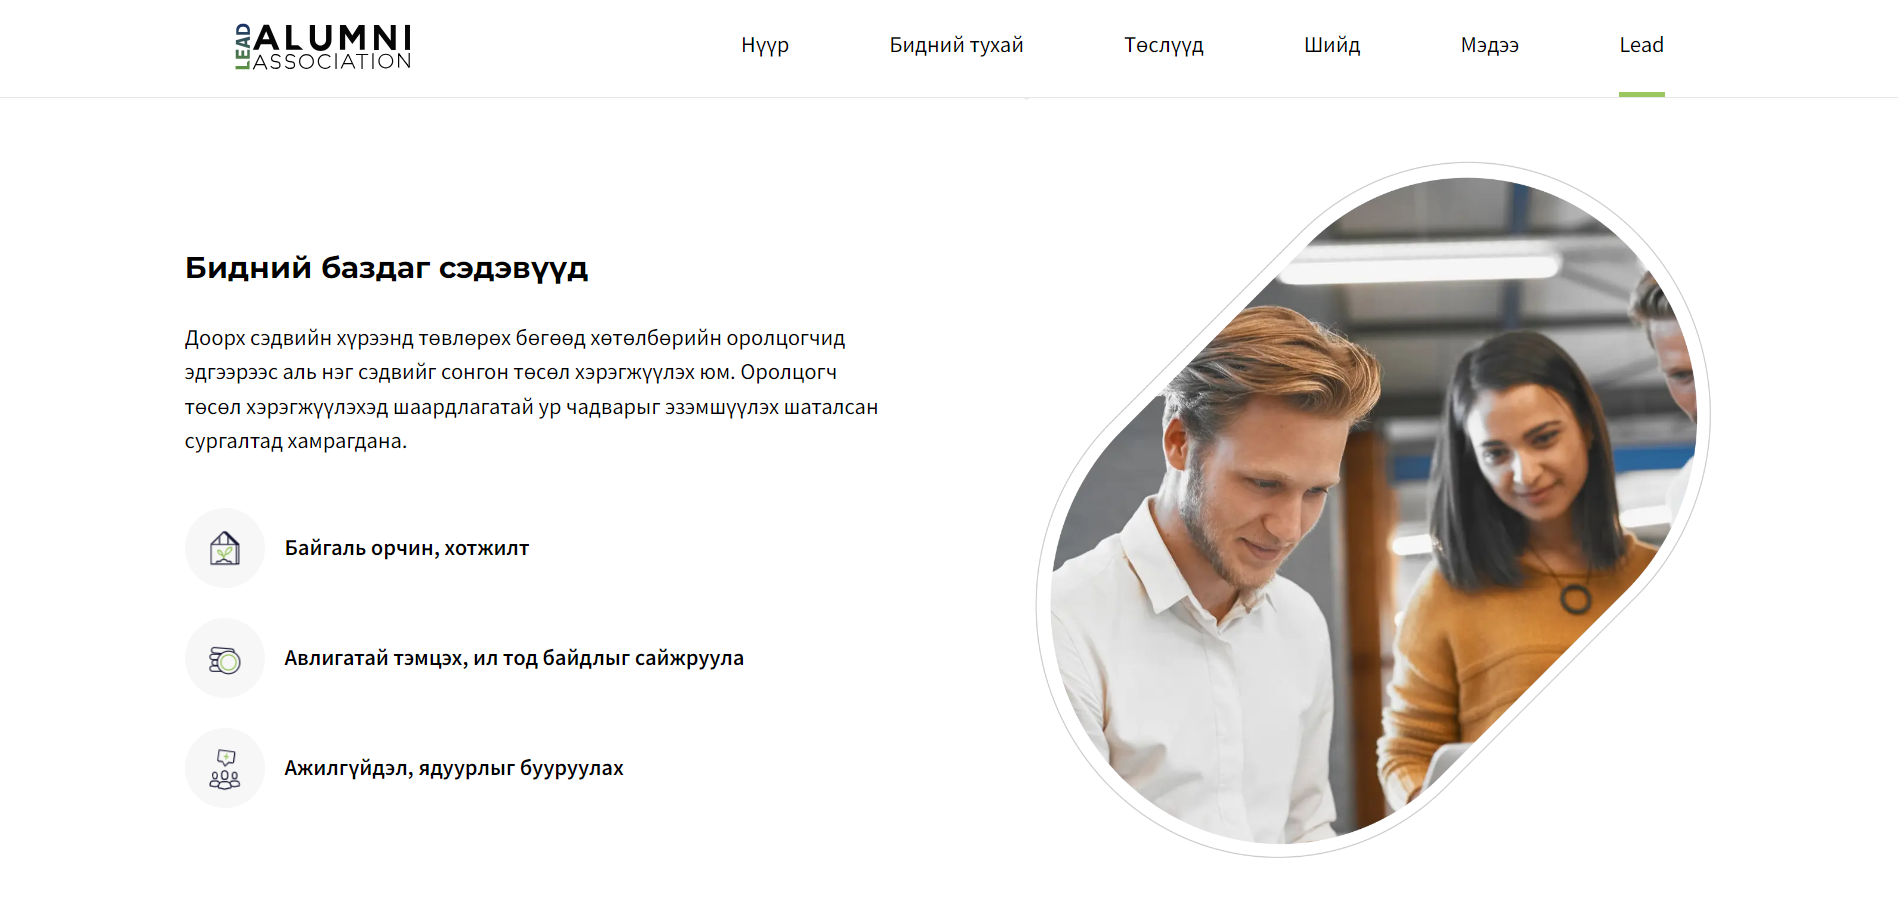 LEAD ALUMNI
ASSOCIATION
Нүүр
Бидний тухай
Төслүүд
Шийд
Мэдээ
Lead
Бидний баздаг сэдэвүүд
Доорх сэдвийн хүрээнд төвлөрөх бөгөөд хөтөлбөрийн оролцогчид
эдгээрээс аль нэг сэдвийг сонгон төсөл хэрэгжүүлэх юм. Оролцогч
төсөл хэрэгжүүлэхэд шаардлагатай ур чадварыг эзэмшүүлэх шаталсан
сургалтад хамрагдана.
Байгаль орчин, хотжилт
Авлигатай тэмцэх, ил тод байдлыг сайжруула
Ажилгүйдэл, ядуурлыг бууруулах